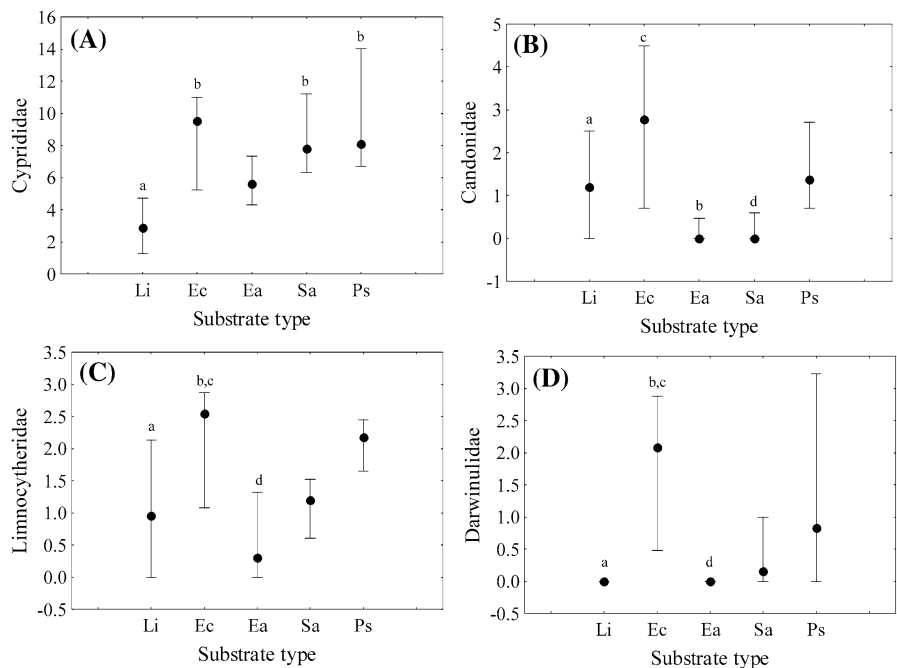 (A)
Cyprididae
16
14
12
10
8
6
4
2
0
a
b
b
b
Li Ec Ea Sa Ps
Substrate type
(B)
Candonidae
5
4
3
2
1
0
-1
a
c
b
d
Li Ec Ea Sa Ps
Substrate type
(C)
Limnocytheridae
3.5
3.0
2.5
2.0
1.5
1.0
0.5
0.0
-0.5
a
b,c
d
Li Ec Ea Sa Ps
Substrate type
(D)
Darwinulidae
3.5
3.0
2.5
2.0
1.5
1.0
0.5
0.0
-0.5
a
b,c
d
Li Ec Ea Sa Ps
Substrate type